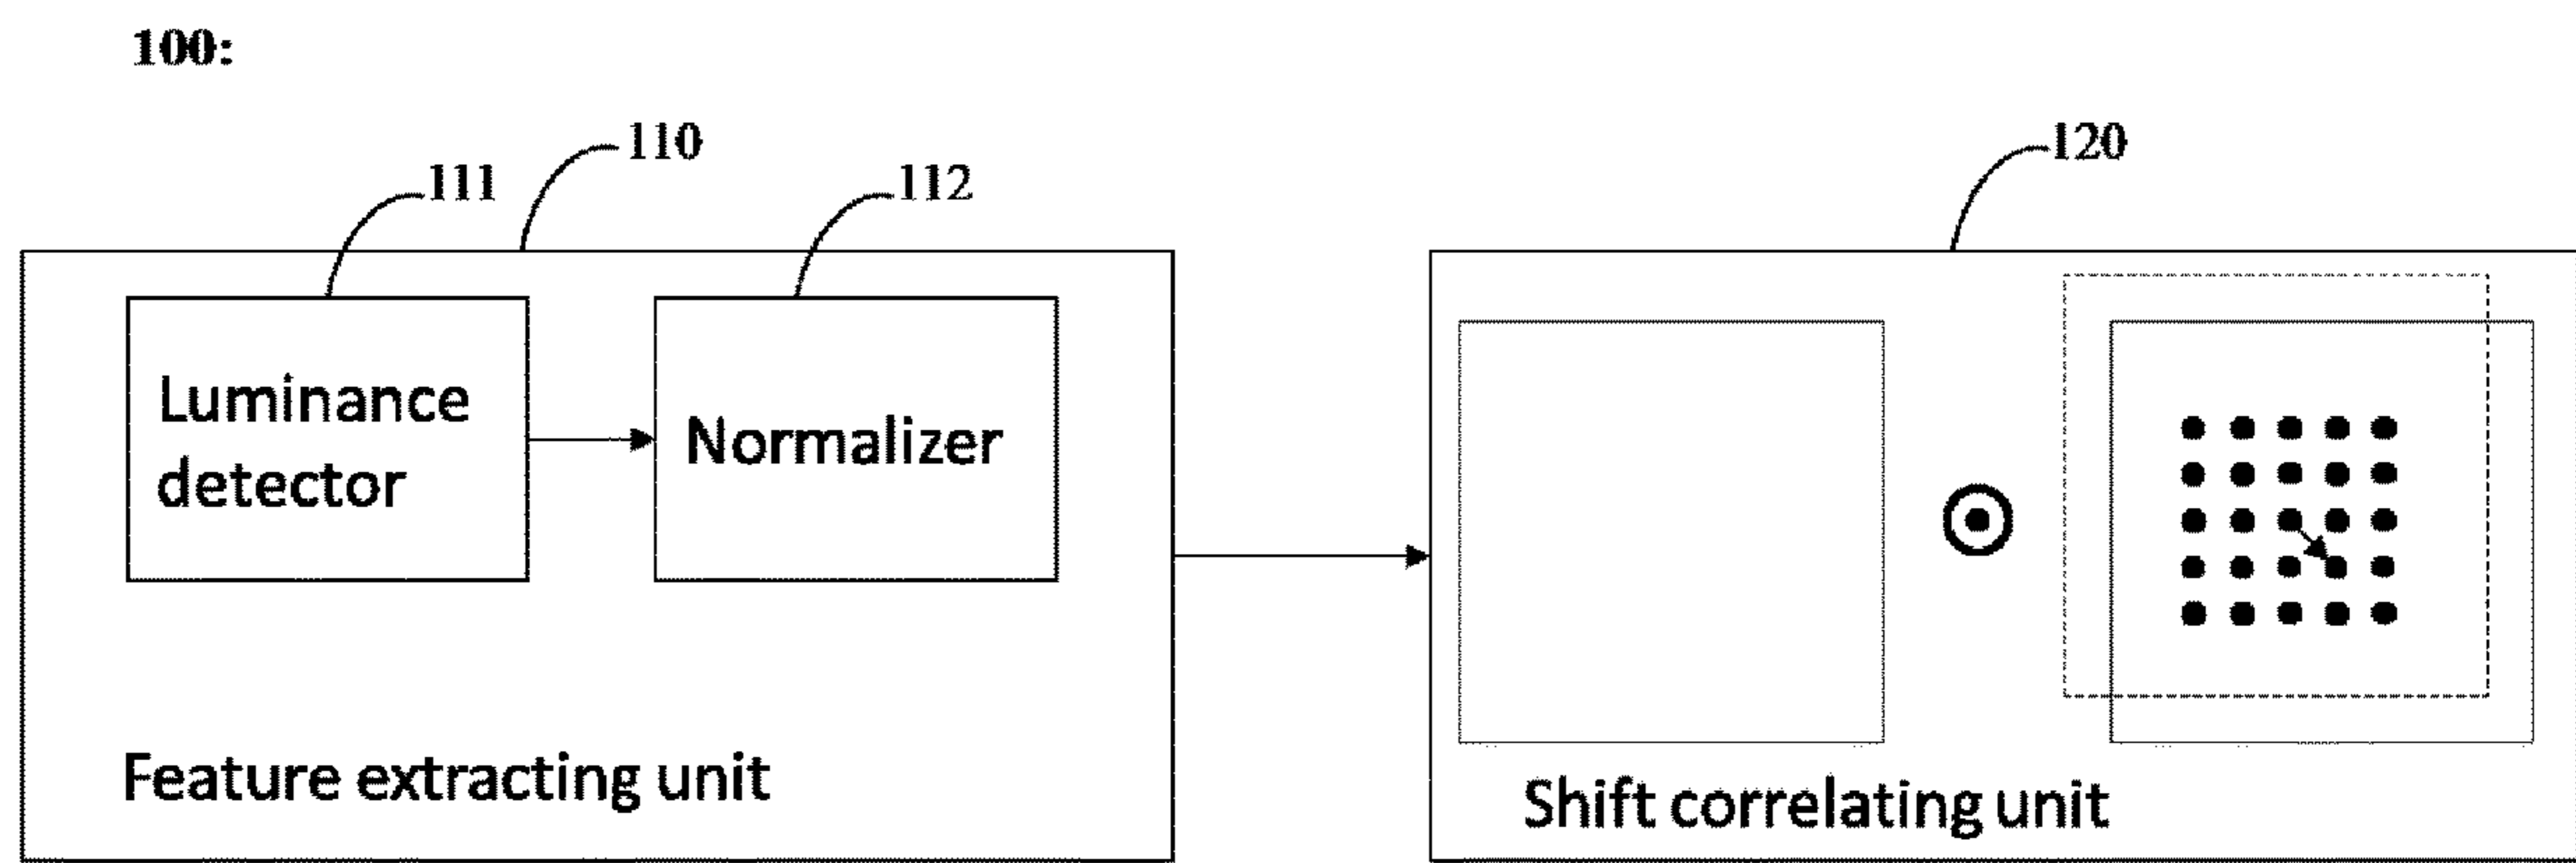 100:
110
120
111
112
Luminance
detector
Normalizer
Feature extracting unit
Shift correlating unit